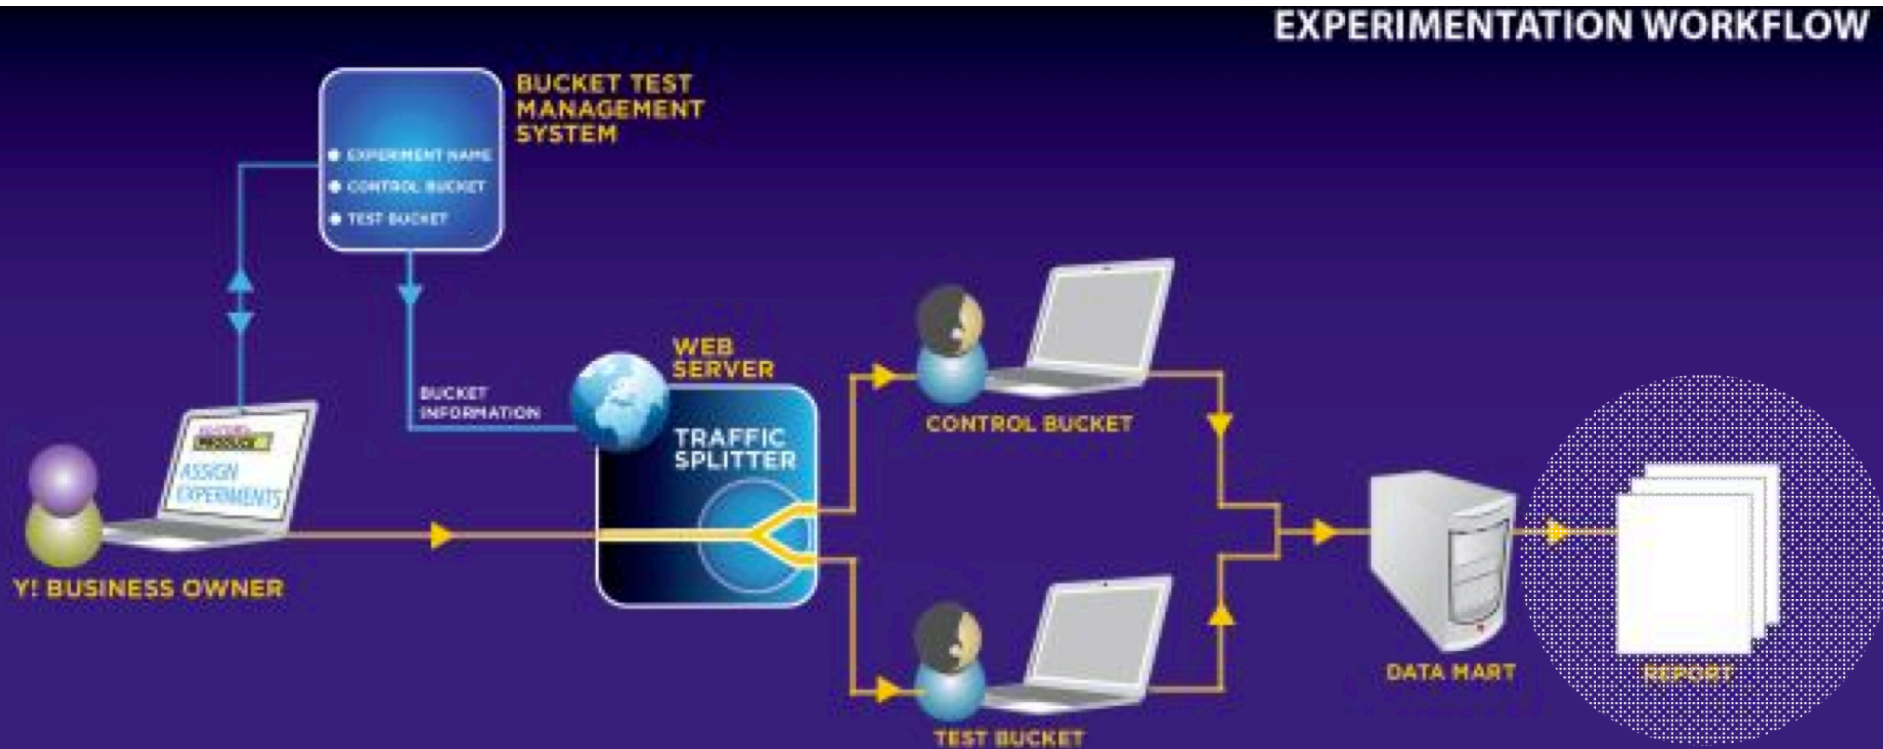 EXPERIMENTATION WORKFLOW
BUCKET TEST
MANAGEMENT
SYSTEM
EXPERIMENT NAME
CONTROL BUCKET
TEST BUCKET
WEB
SERVER
BUCKET
INFORMATION
TRAFFIC
SPLITTER
CONTROL BUCKET
PRODUCT
ASSIGN
EXPERIMENTS
Y! BUSINESS OWNER
DATA MART
REPORT
TEST BUCKET